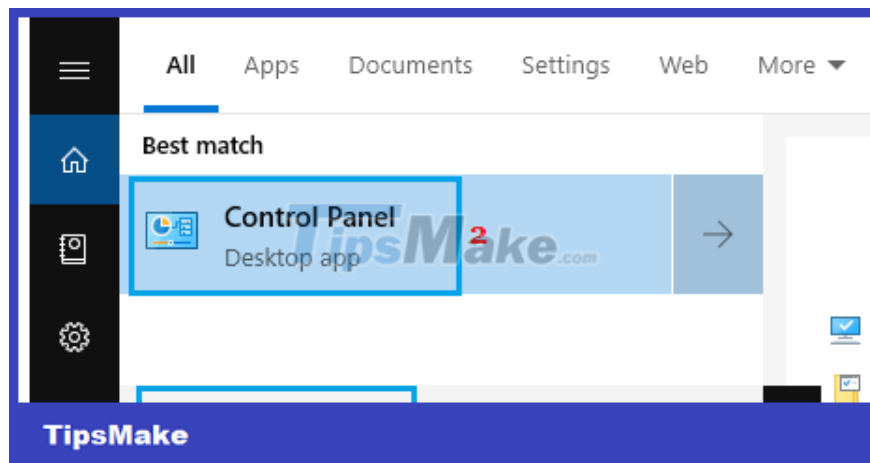 All Apps Documents Settings Web More
Best match
Control Panel
2
Desktop app
TipsMake.com
TipsMake